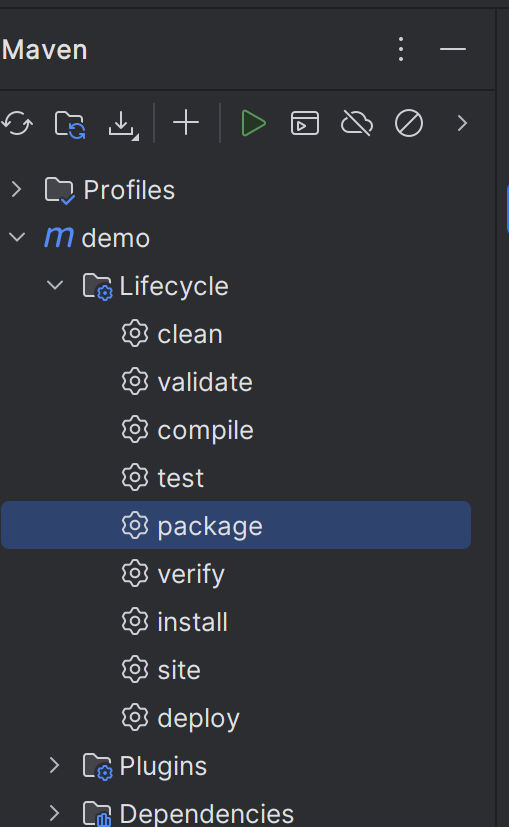 Maven
Profiles
m demo
Lifecycle
clean
validate
compile
test
package
verify
install
site
deploy
Plugins
Dependencies